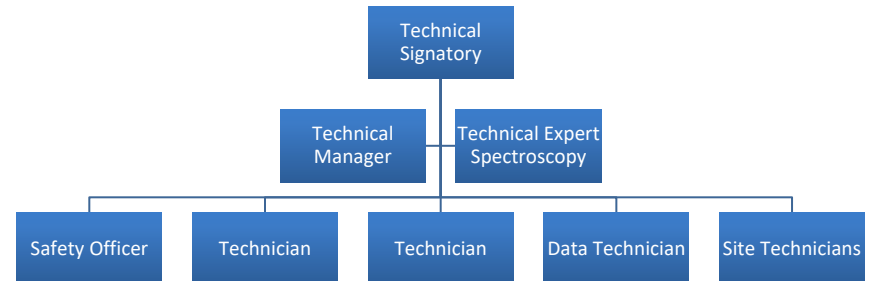 Technical
Signatory
Technical
Manager
Technical Expert
Spectroscopy
Safety Officer
Technician
Technician
Data Technician
Site Technicians